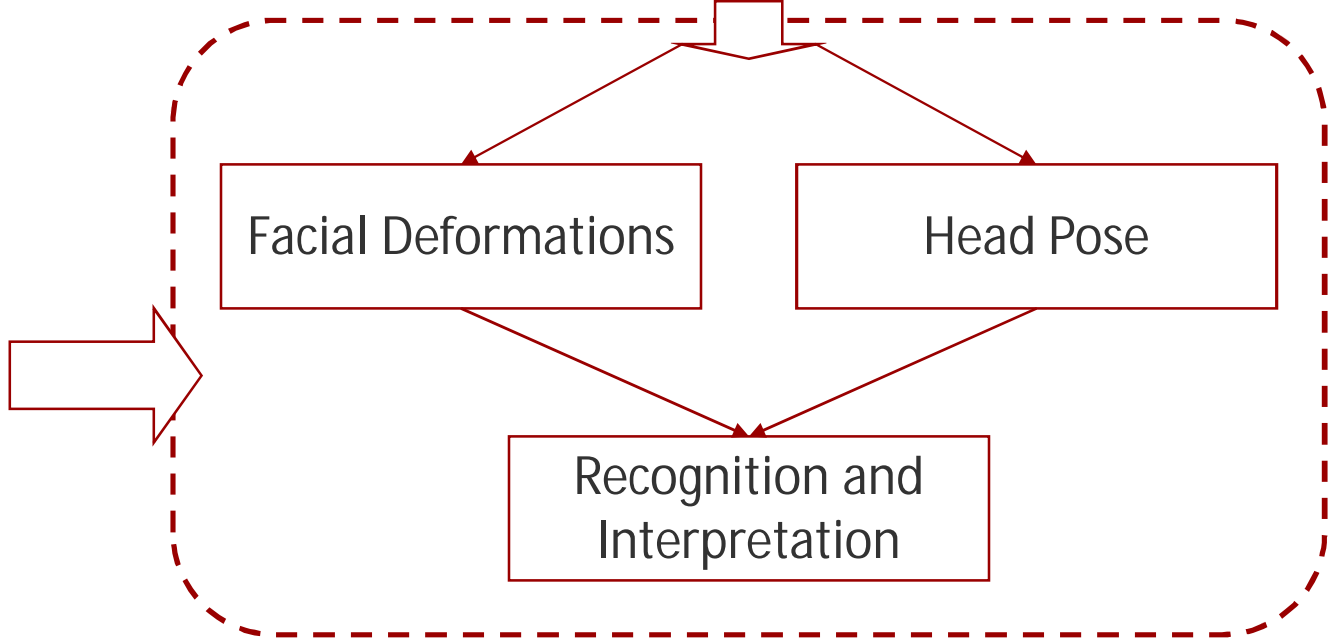 Facial Deformations
Head Pose
Recognition and
Interpretation